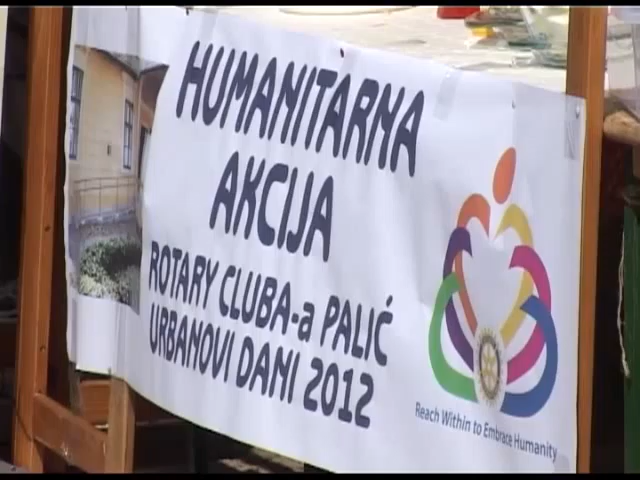 HUMANITARNA
AKCIJA
ROTARY CLUBA-a PALIĆ
URBANOVI DANI 2012
Reach Within to Embrace Humanity